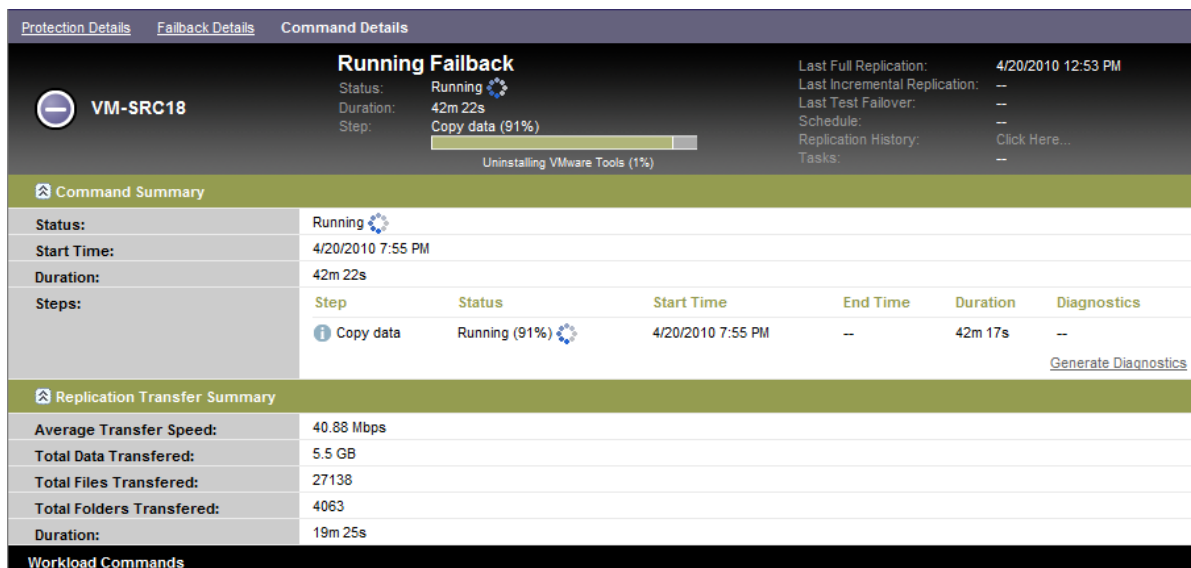 Protection Details Failback Details Command Details
VM-SRC18
Running Failback
Status: Running
Duration: 42m 22s
Step: Copy data (91%)
Uninstalling VMware Tools (1%)
Last Full Replication: 4/20/2010 12:53 PM
Last Incremental Replication: --
Last Test Failover: --
Schedule: --
Replication History: Click Here...
Tasks: --
Command Summary
Status: Running
Start Time: 4/20/2010 7:55 PM
Duration: 42m 22s
Steps: Step Status Start Time End Time Duration Diagnostics
Copy data Running (91%) 4/20/2010 7:55 PM -- 42m 17s --
Generate Diagnostics
Replication Transfer Summary
Average Transfer Speed: 40.88 Mbps
Total Data Transfered: 5.5 GB
Total Files Transfered: 27138
Total Folders Transfered: 4063
Duration: 19m 25s
Workload Commands